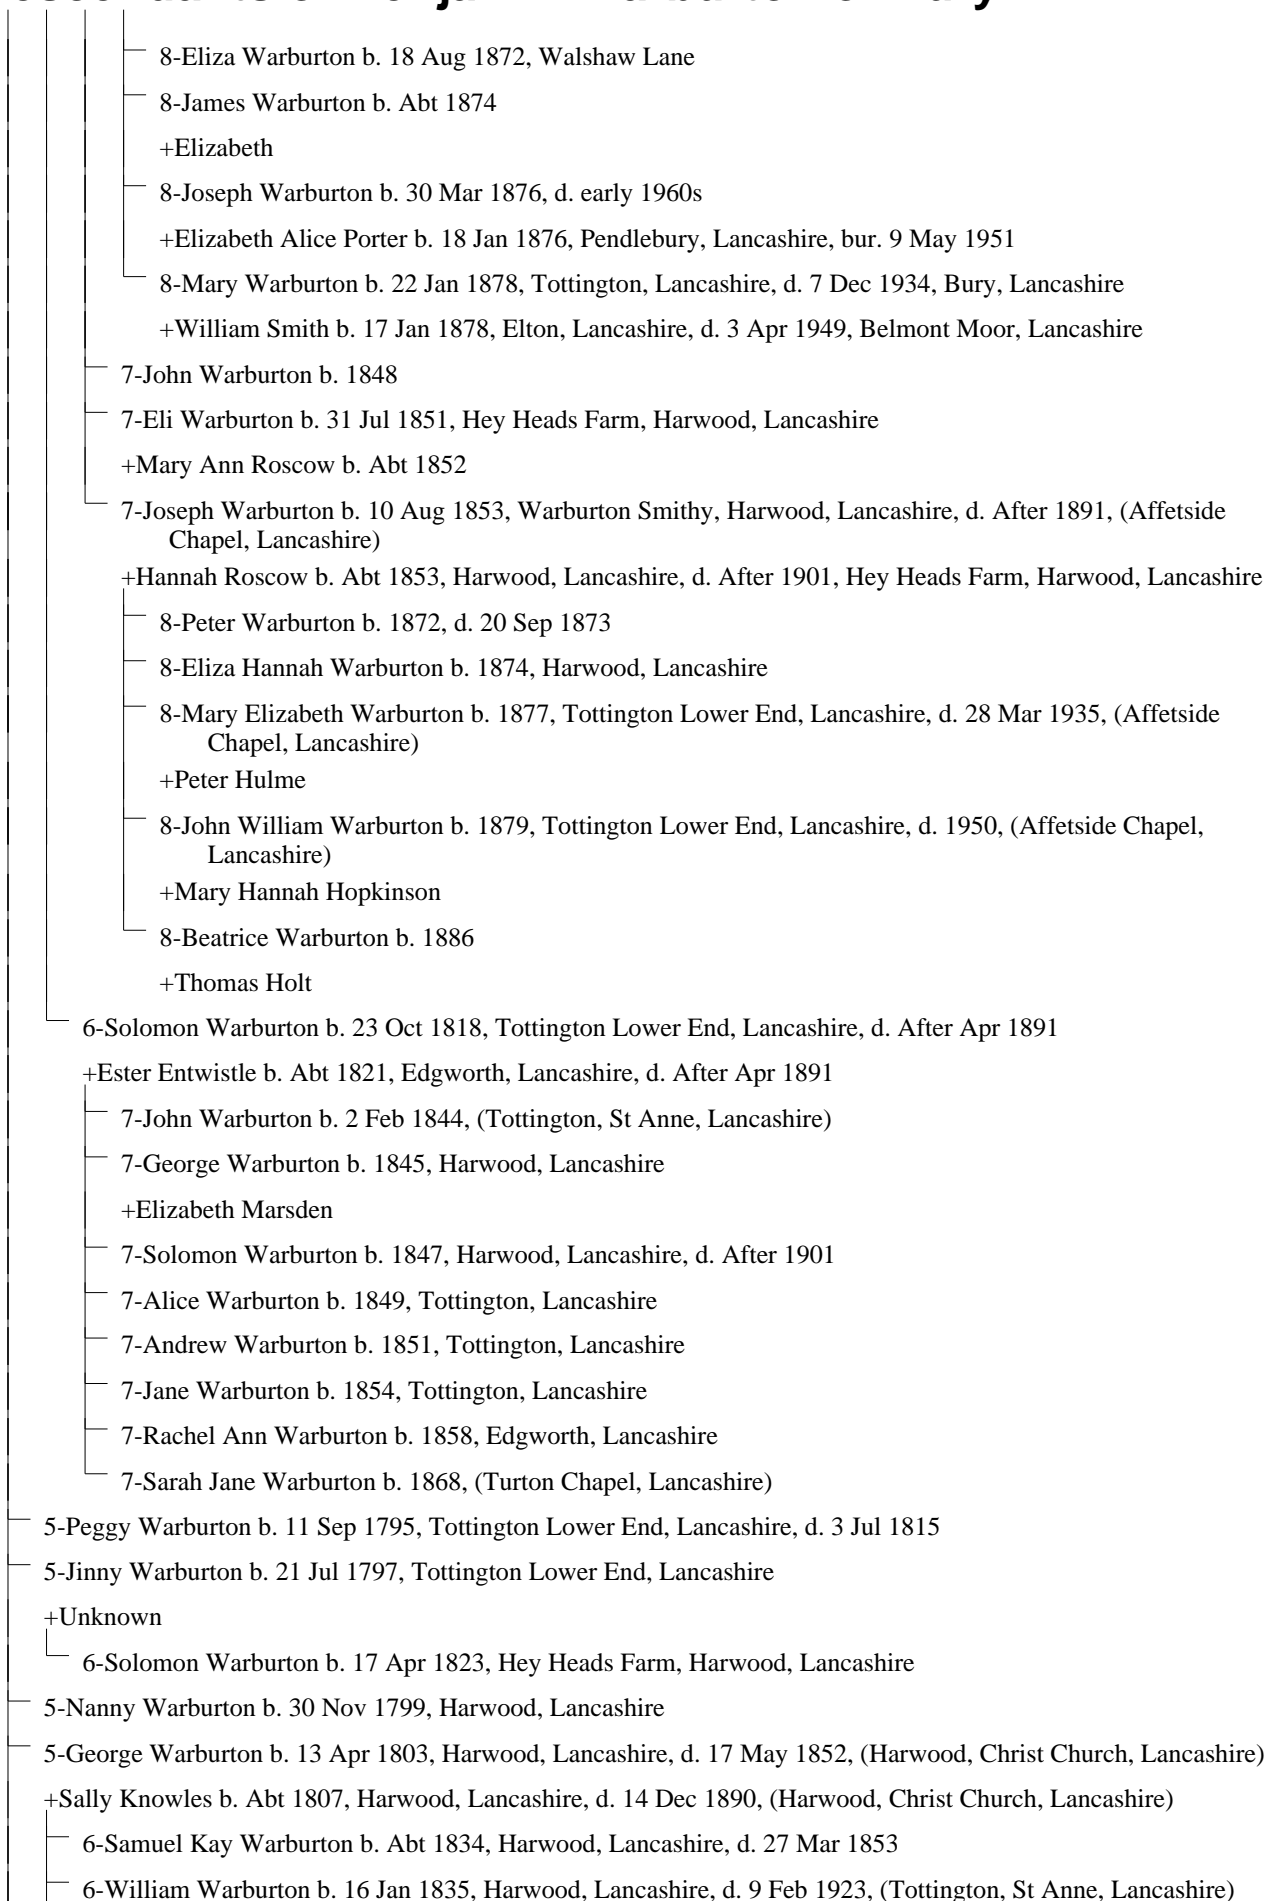 8-Eliza Warburton b. 18 Aug 1872, Walshaw Lane
8-James Warburton b. Abt 1874
+Elizabeth
8-Joseph Warburton b. 30 Mar 1876, d. early 1960s
+Elizabeth Alice Porter b. 18 Jan 1876, Pendlebury, Lancashire, bur. 9 May 1951
8-Mary Warburton b. 22 Jan 1878, Tottington, Lancashire, d. 7 Dec 1934, Bury, Lancashire
+William Smith b. 17 Jan 1878, Elton, Lancashire, d. 3 Apr 1949, Belmont Moor, Lancashire
7-John Warburton b. 1848
7-Eli Warburton b. 31 Jul 1851, Hey Heads Farm, Harwood, Lancashire
+Mary Ann Roscow b. Abt 1852
7-Joseph Warburton b. 10 Aug 1853, Warburton Smithy, Harwood, Lancashire, d. After 1891, (Affetside
Chapel, Lancashire)
+Hannah Roscow b. Abt 1853, Harwood, Lancashire, d. After 1901, Hey Heads Farm, Harwood, Lancashire
8-Peter Warburton b. 1872, d. 20 Sep 1873
8-Eliza Hannah Warburton b. 1874, Harwood, Lancashire
8-Mary Elizabeth Warburton b. 1877, Tottington Lower End, Lancashire, d. 28 Mar 1935, (Affetside
Chapel, Lancashire)
+Peter Hulme
8-John William Warburton b. 1879, Tottington Lower End, Lancashire, d. 1950, (Affetside Chapel,
Lancashire)
+Mary Hannah Hopkinson
8-Beatrice Warburton b. 1886
+Thomas Holt
6-Solomon Warburton b. 23 Oct 1818, Tottington Lower End, Lancashire, d. After Apr 1891
+Ester Entwistle b. Abt 1821, Edgworth, Lancashire, d. After Apr 1891
7-John Warburton b. 2 Feb 1844, (Tottington, St Anne, Lancashire)
7-George Warburton b. 1845, Harwood, Lancashire
+Elizabeth Marsden
7-Solomon Warburton b. 1847, Harwood, Lancashire, d. After 1901
7-Alice Warburton b. 1849, Tottington, Lancashire
7-Andrew Warburton b. 1851, Tottington, Lancashire
7-Jane Warburton b. 1854, Tottington, Lancashire
7-Rachel Ann Warburton b. 1858, Edgworth, Lancashire
7-Sarah Jane Warburton b. 1868, (Turton Chapel, Lancashire)
5-Peggy Warburton b. 11 Sep 1795, Tottington Lower End, Lancashire, d. 3 Jul 1815
5-Jinny Warburton b. 21 Jul 1797, Tottington Lower End, Lancashire
+Unknown
6-Solomon Warburton b. 17 Apr 1823, Hey Heads Farm, Harwood, Lancashire
5-Nanny Warburton b. 30 Nov 1799, Harwood, Lancashire
5-George Warburton b. 13 Apr 1803, Harwood, Lancashire, d. 17 May 1852, (Harwood, Christ Church, Lancashire)
+Sally Knowles b. Abt 1807, Harwood, Lancashire, d. 14 Dec 1890, (Harwood, Christ Church, Lancashire)
6-Samuel Kay Warburton b. Abt 1834, Harwood, Lancashire, d. 27 Mar 1853
6-William Warburton b. 16 Jan 1835, Harwood, Lancashire, d. 9 Feb 1923, (Tottington, St Anne, Lancashire)